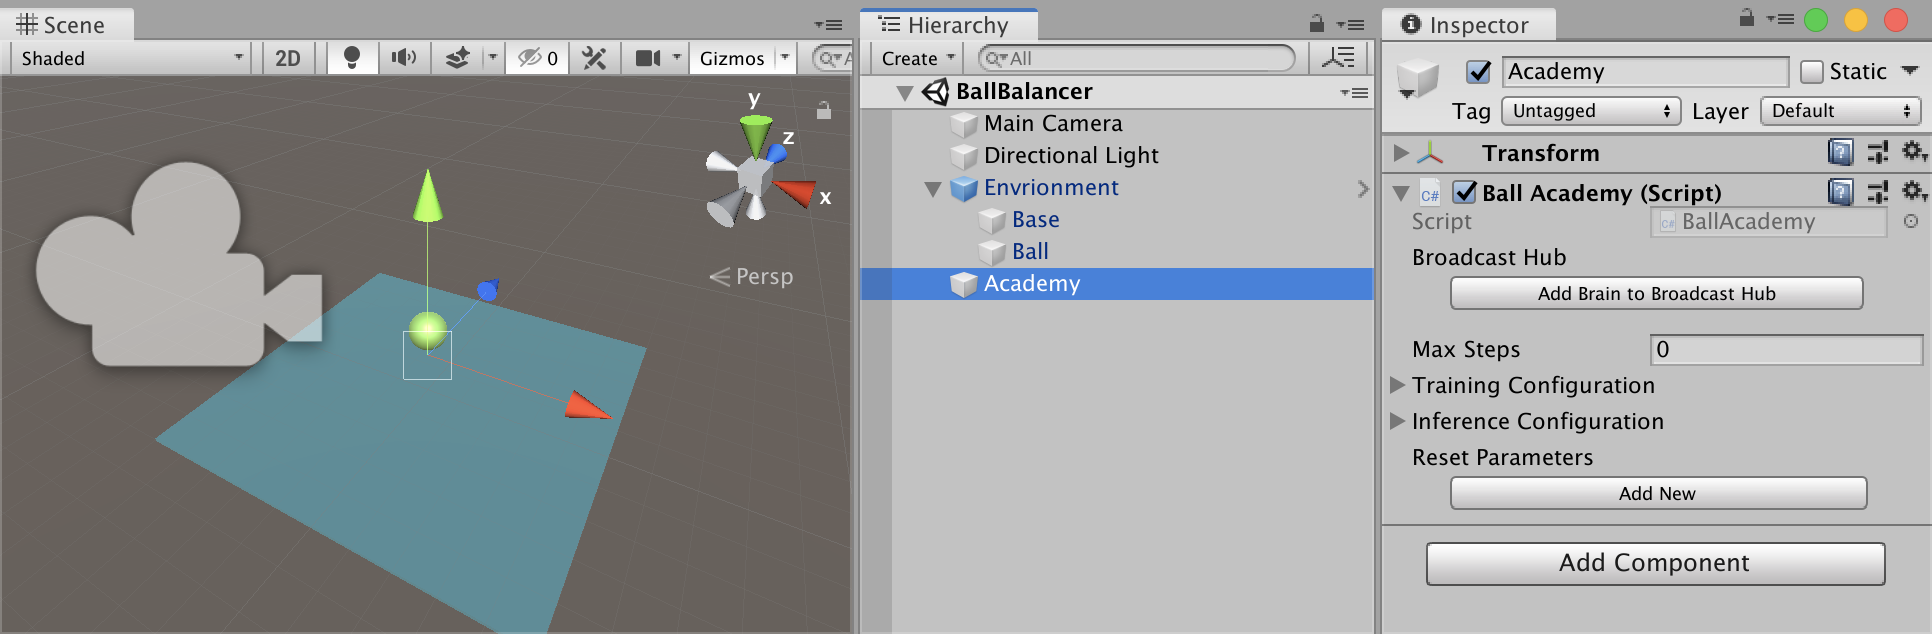 Scene
Shaded
2D
0
Gizmos
A
y
z
x
Persp
Hierarchy
Create
All
BallBalancer
Main Camera
Directional Light
Envrionment
Base
Ball
Academy
Inspector
Academy
Static
Tag
Untagged
Layer
Default
Transform
C#
Ball Academy (Script)
Script
C#
BallAcademy
Broadcast Hub
Add Brain to Broadcast Hub
Max Steps
0
Training Configuration
Inference Configuration
Reset Parameters
Add New
Add Component